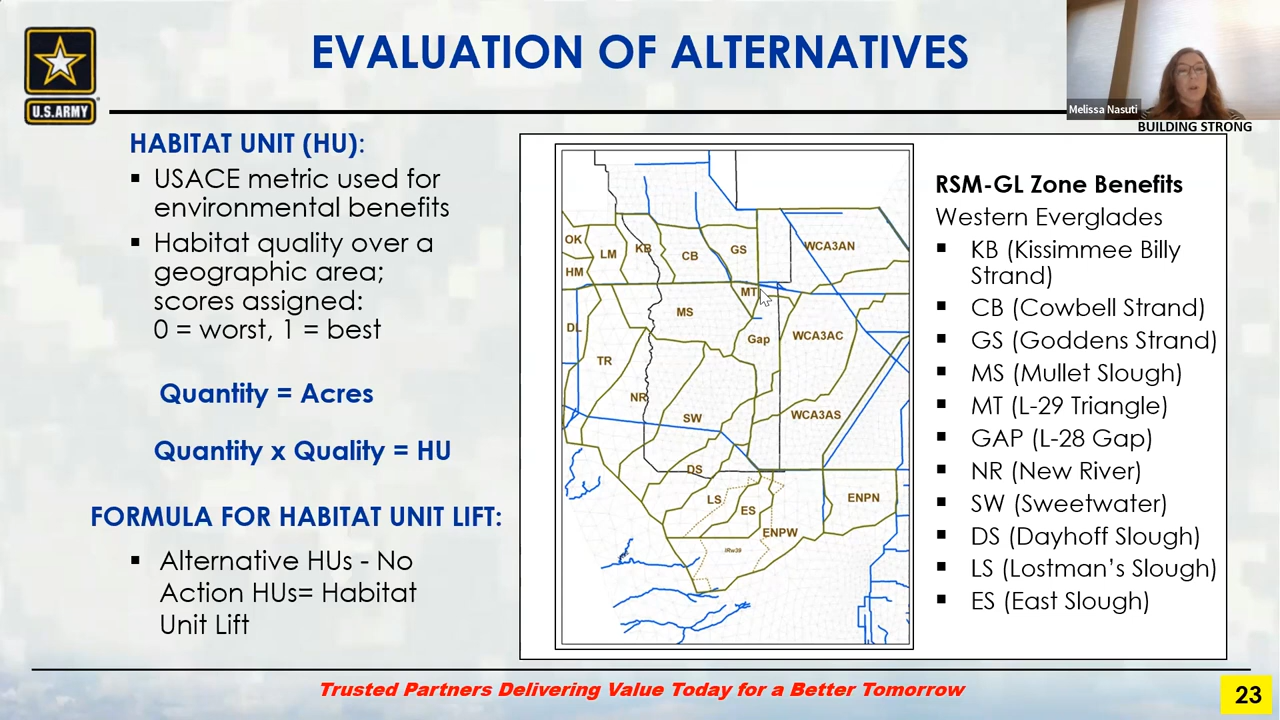 EVALUATION OF ALTERNATIVES
U.S.ARMY
Melissa Nasuti
BUILDING STRONG
HABITAT UNIT (HU):
▪ USACE metric used for
environmental benefits
▪ Habitat quality over a
geographic area;
scores assigned:
0 = worst, 1 = best
Quantity = Acres
Quantity x Quality = HU
FORMULA FOR HABITAT UNIT LIFT:
▪ Alternative HUs - No
Action HUs= Habitat
Unit Lift
OK
LM
KB
CB
GS
WCA3AN
HM
MT
MS
DL
Gap
WCA3AC
TR
NR
SW
WCA3AS
DS
LS
ES
ENPN
ENPW
RSM-GL Zone Benefits
Western Everglades
▪ KB (Kissimmee Billy
Strand)
▪ CB (Cowbell Strand)
▪ GS (Goddens Strand)
▪ MS (Mullet Slough)
▪ MT (L-29 Triangle)
▪ GAP (L-28 Gap)
▪ NR (New River)
▪ SW (Sweetwater)
▪ DS (Dayhoff Slough)
▪ LS (Lostman’s Slough)
▪ ES (East Slough)
Trusted Partners Delivering Value Today for a Better Tomorrow
23